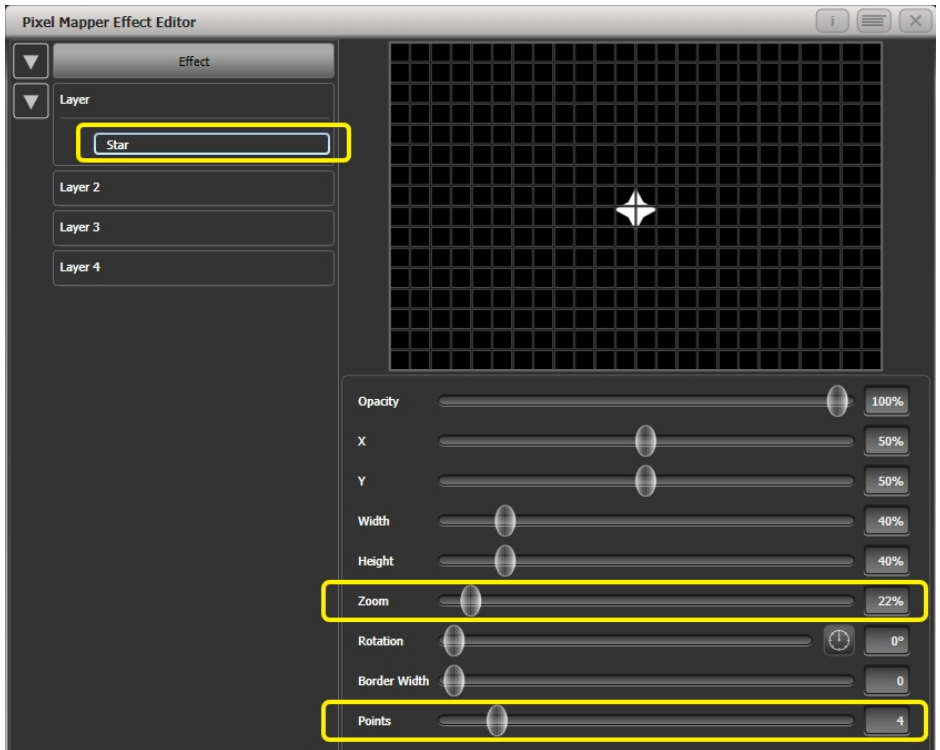 Pixel Mapper Effect Editor
i
Effect
Layer
Star
Layer 2
Layer 3
Layer 4
Opacity 100%
X 50%
Y 50%
Width 40%
Height 40%
Zoom 22%
Rotation 0°
Border Width 0
Points 4